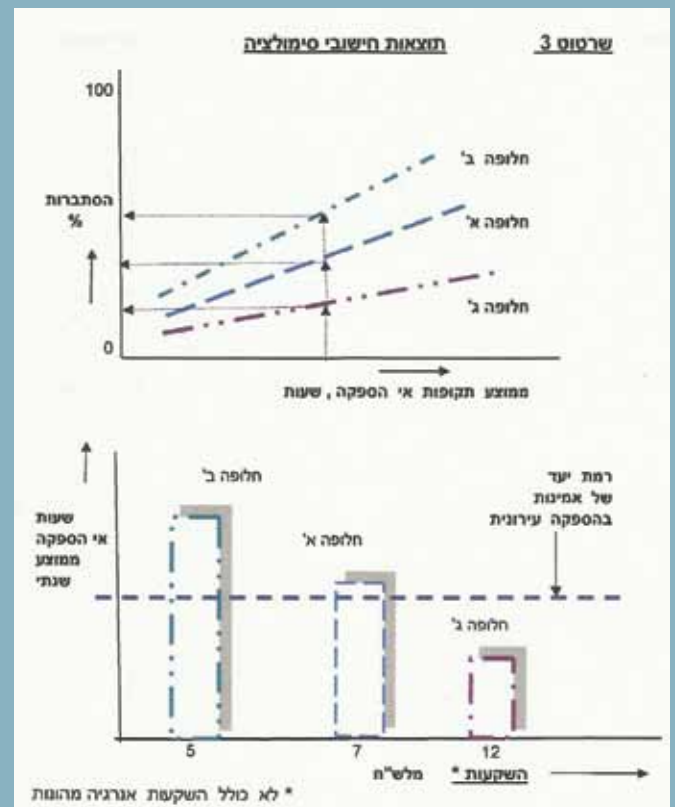 שרטוט 3
תוצאות חישובי סימולציה
100
חלופה ב'
הסתברות
%
חלופה א'
חלופה ג'
0
ממוצע תקופות אי הספקה, שעות
חלופה ב'
רמת יעד
של אמינות
בהספקה עירונית
שעות
אי הספקה
ממוצע
שנתי
חלופה א'
חלופה ג'
5
7
12
השקעות * מלש"ח
* לא כולל השקעות אנרגיה מהונות